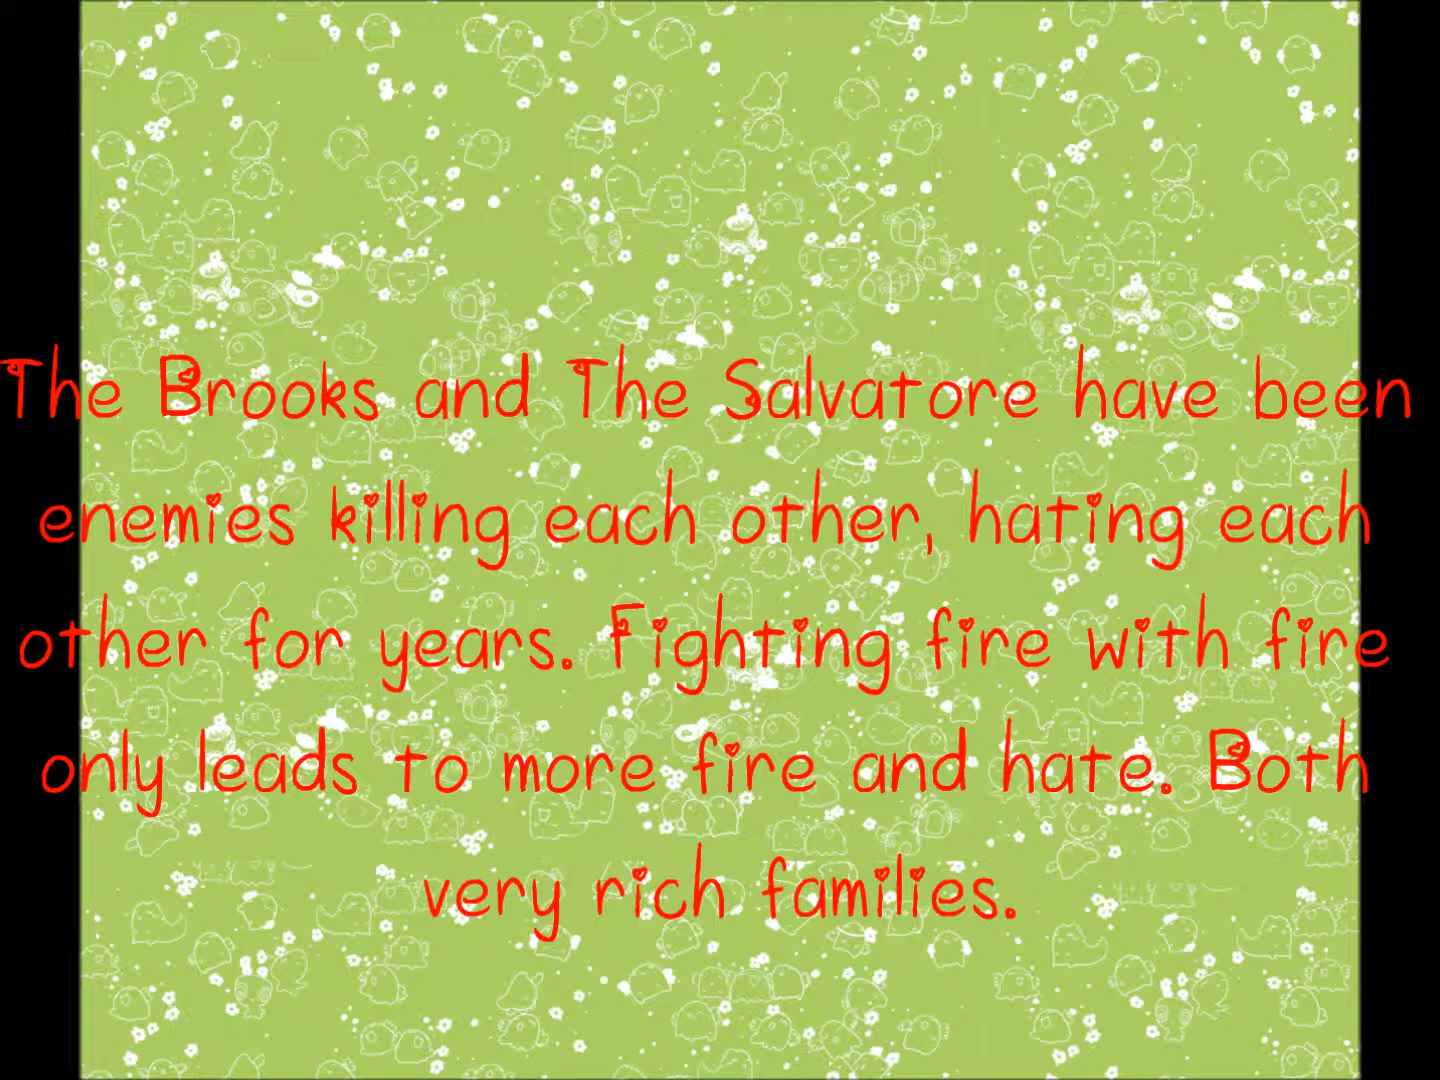 The Brooks and The Salvatore have been
enemies killing each other, hating each
other for years. Fighting fire with fire
only leads to more fire and hate. Both
very rich families.